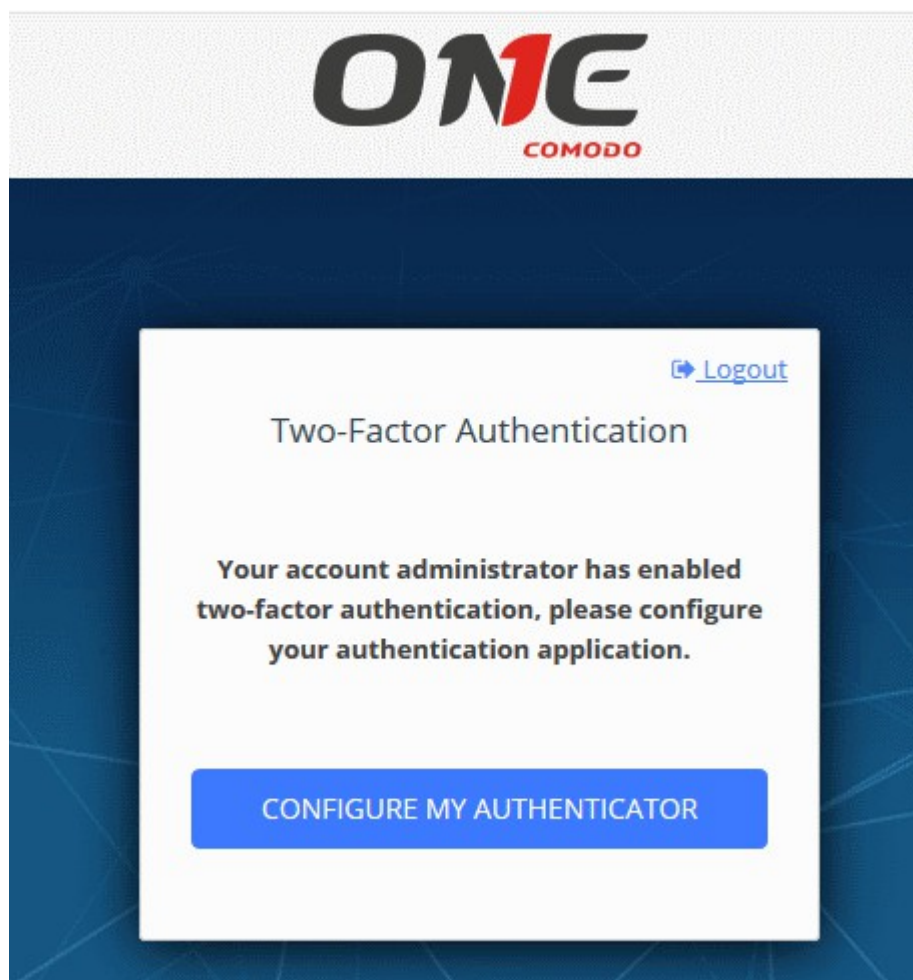 ONE
COMODO
Logout
Two-Factor Authentication
Your account administrator has enabled
two-factor authentication, please configure
your authentication application.
CONFIGURE MY AUTHENTICATOR